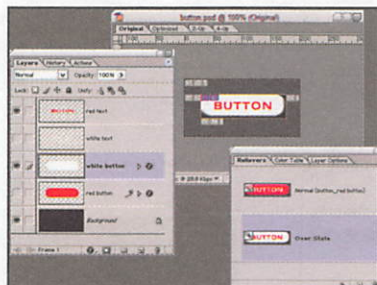 button.psd @ 100% (Original)
Original Optimized 2-Up 4-Up
Layers History Actions
Normal Opacity: 100%
Lock: Unify:
red text
white text
white button
red button
Background
Frame 1
BUTTON
Rollovers Color Table Layer Options
BUTTON Normal (button_red button)
BUTTON Over State